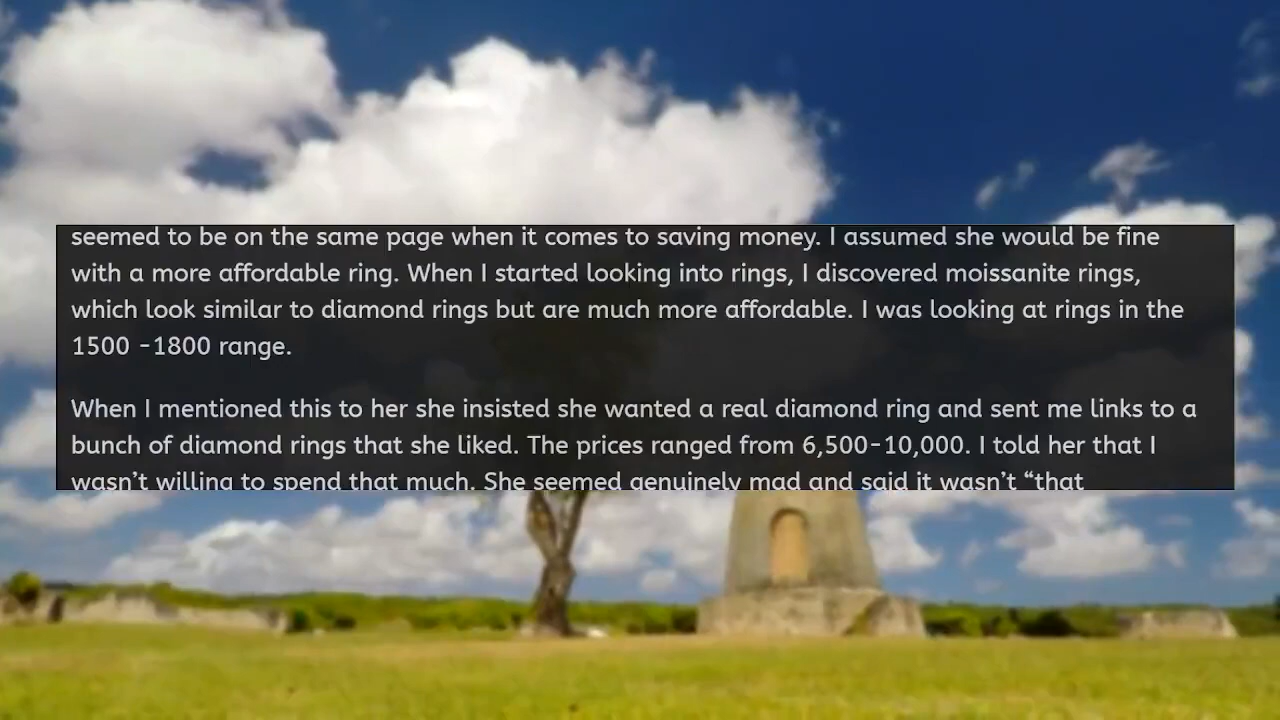 seemed to be on the same page when it comes to saving money. I assumed she would be fine
with a more affordable ring. When I started looking into rings, I discovered moissanite rings,
which look similar to diamond rings but are much more affordable. I was looking at rings in the
1500 -1800 range.
When I mentioned this to her she insisted she wanted a real diamond ring and sent me links to a
bunch of diamond rings that she liked. The prices ranged from 6,500-10,000. I told her that I
wasn’t willing to spend that much. She seemed genuinely mad and said it wasn’t “that